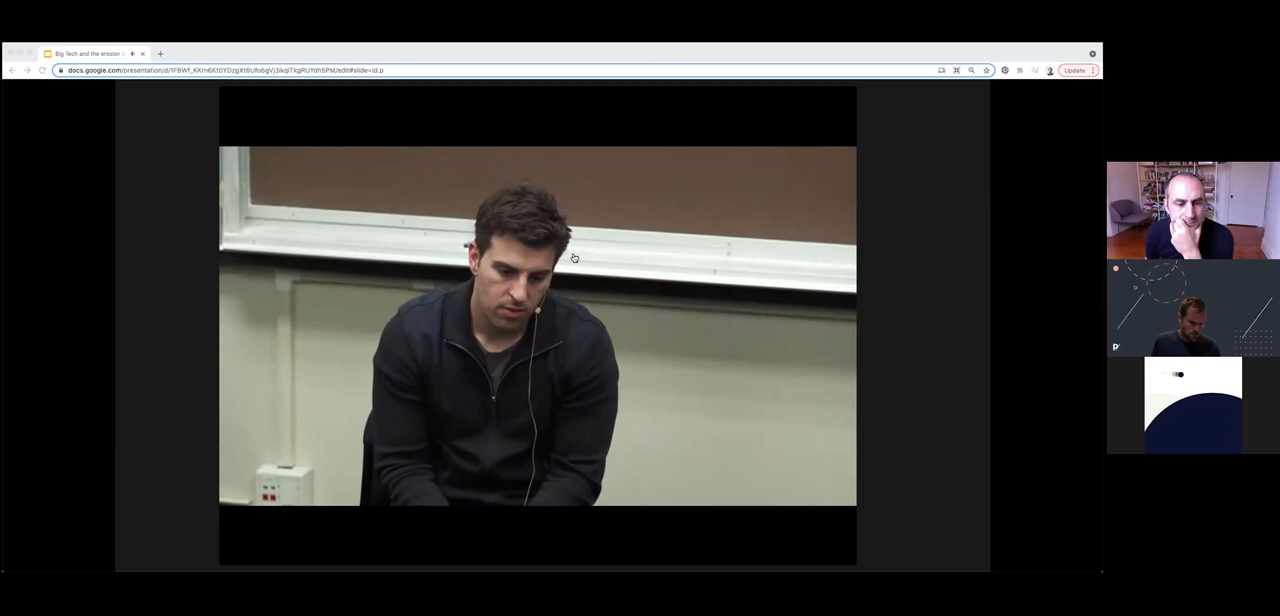 Big Tech and the erosion o
docs.google.com/presentation/d/1FBWf_KKrn6Kt0YDzgXt6Ufo6gVj3ikqiTkgRUYdh5PM/edit#slide=id.p
Update
P